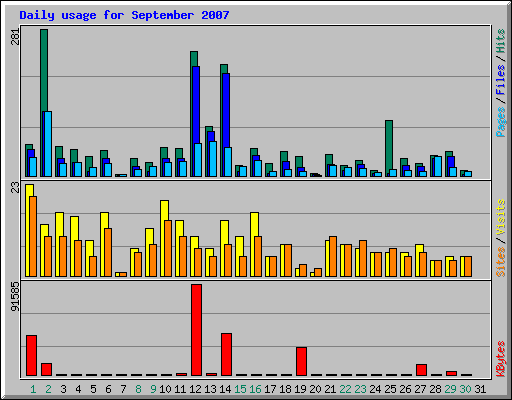 Daily usage for September 2007
281
Pages / Files / Hits
23
Sites / Visits
91585
KBytes
1 2 3 4 5 6 7 8 9 10 11 12 13 14 15 16 17 18 19 20 21 22 23 24 25 26 27 28 29 30 31